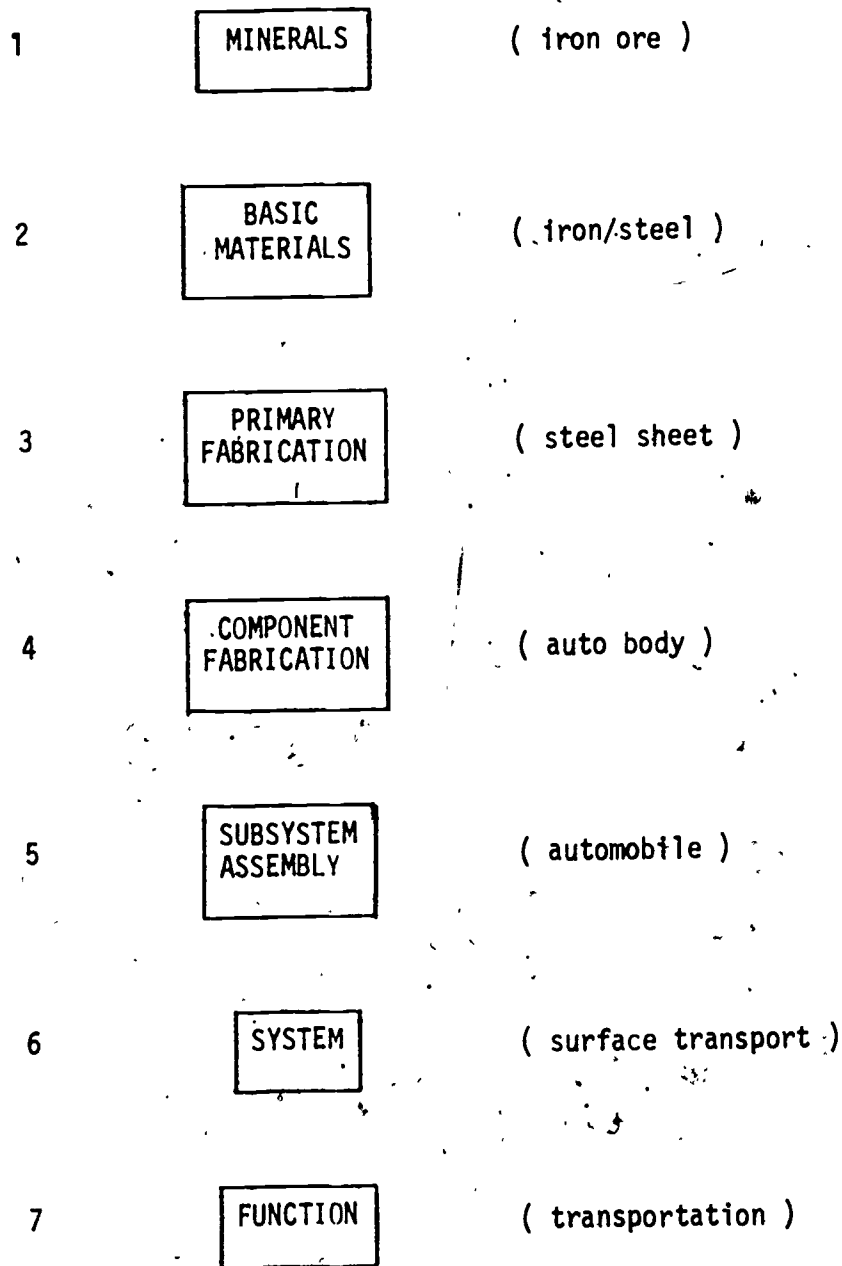 1 MINERALS ( iron ore )
2 BASIC
MATERIALS ( iron/steel )
3 PRIMARY
FABRICATION ( steel sheet )
4 COMPONENT
FABRICATION ( auto body )
5 SUBSYSTEM
ASSEMBLY ( automobile )
6 SYSTEM ( surface transport )
7 FUNCTION ( transportation )